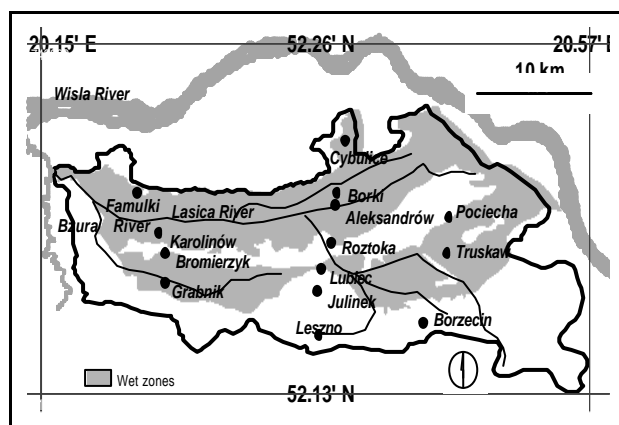 20.15' E 52.26' N 20.57' E
10 km
Wisla River
Cybulice
Famulki Lasica River Borki
Aleksandrów Pociecha
Bzura River
Karolinów Roztoka Truskaw
Bromierzyk
Lubiec
Grabnik Julinek
Leszno Borzecin
Wet zones
52.13' N